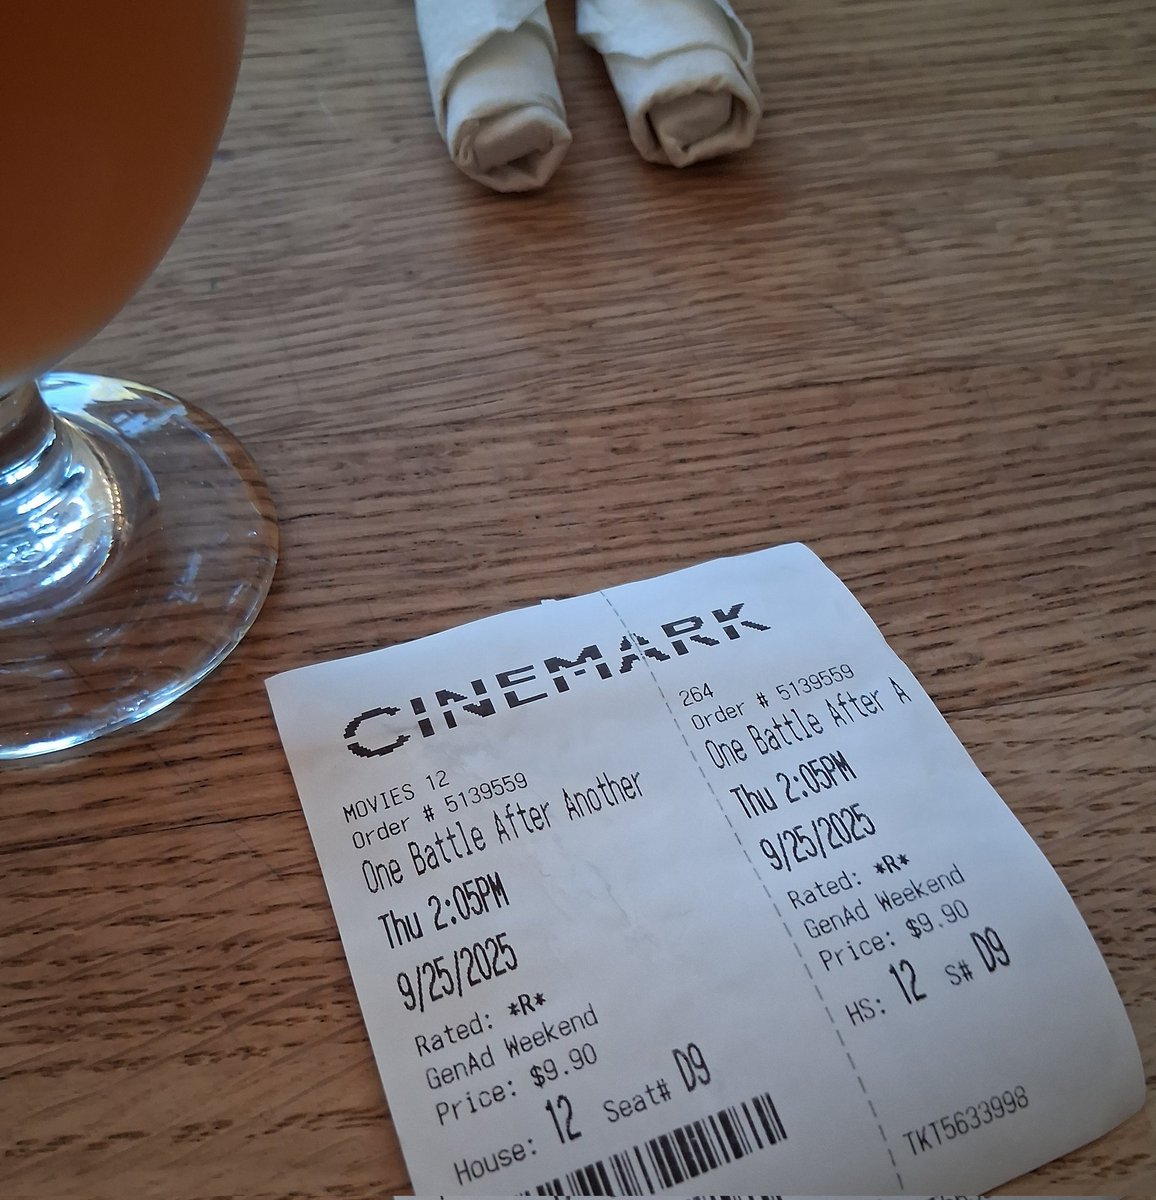 CINEMARK
MOVIES 12
Order # 5139559
One Battle After Another
Thu 2:05PM
9/25/2025
Rated: *R*
GenAd Weekend
Price: $9.90
House: 12 Seat# D9
264
Order # 5139559
One Battle After A
Thu 2:05PM
9/25/2025
Rated: *R*
GenAd Weekend
Price: $9.90
HS: 12 S# D9
TKT5633998